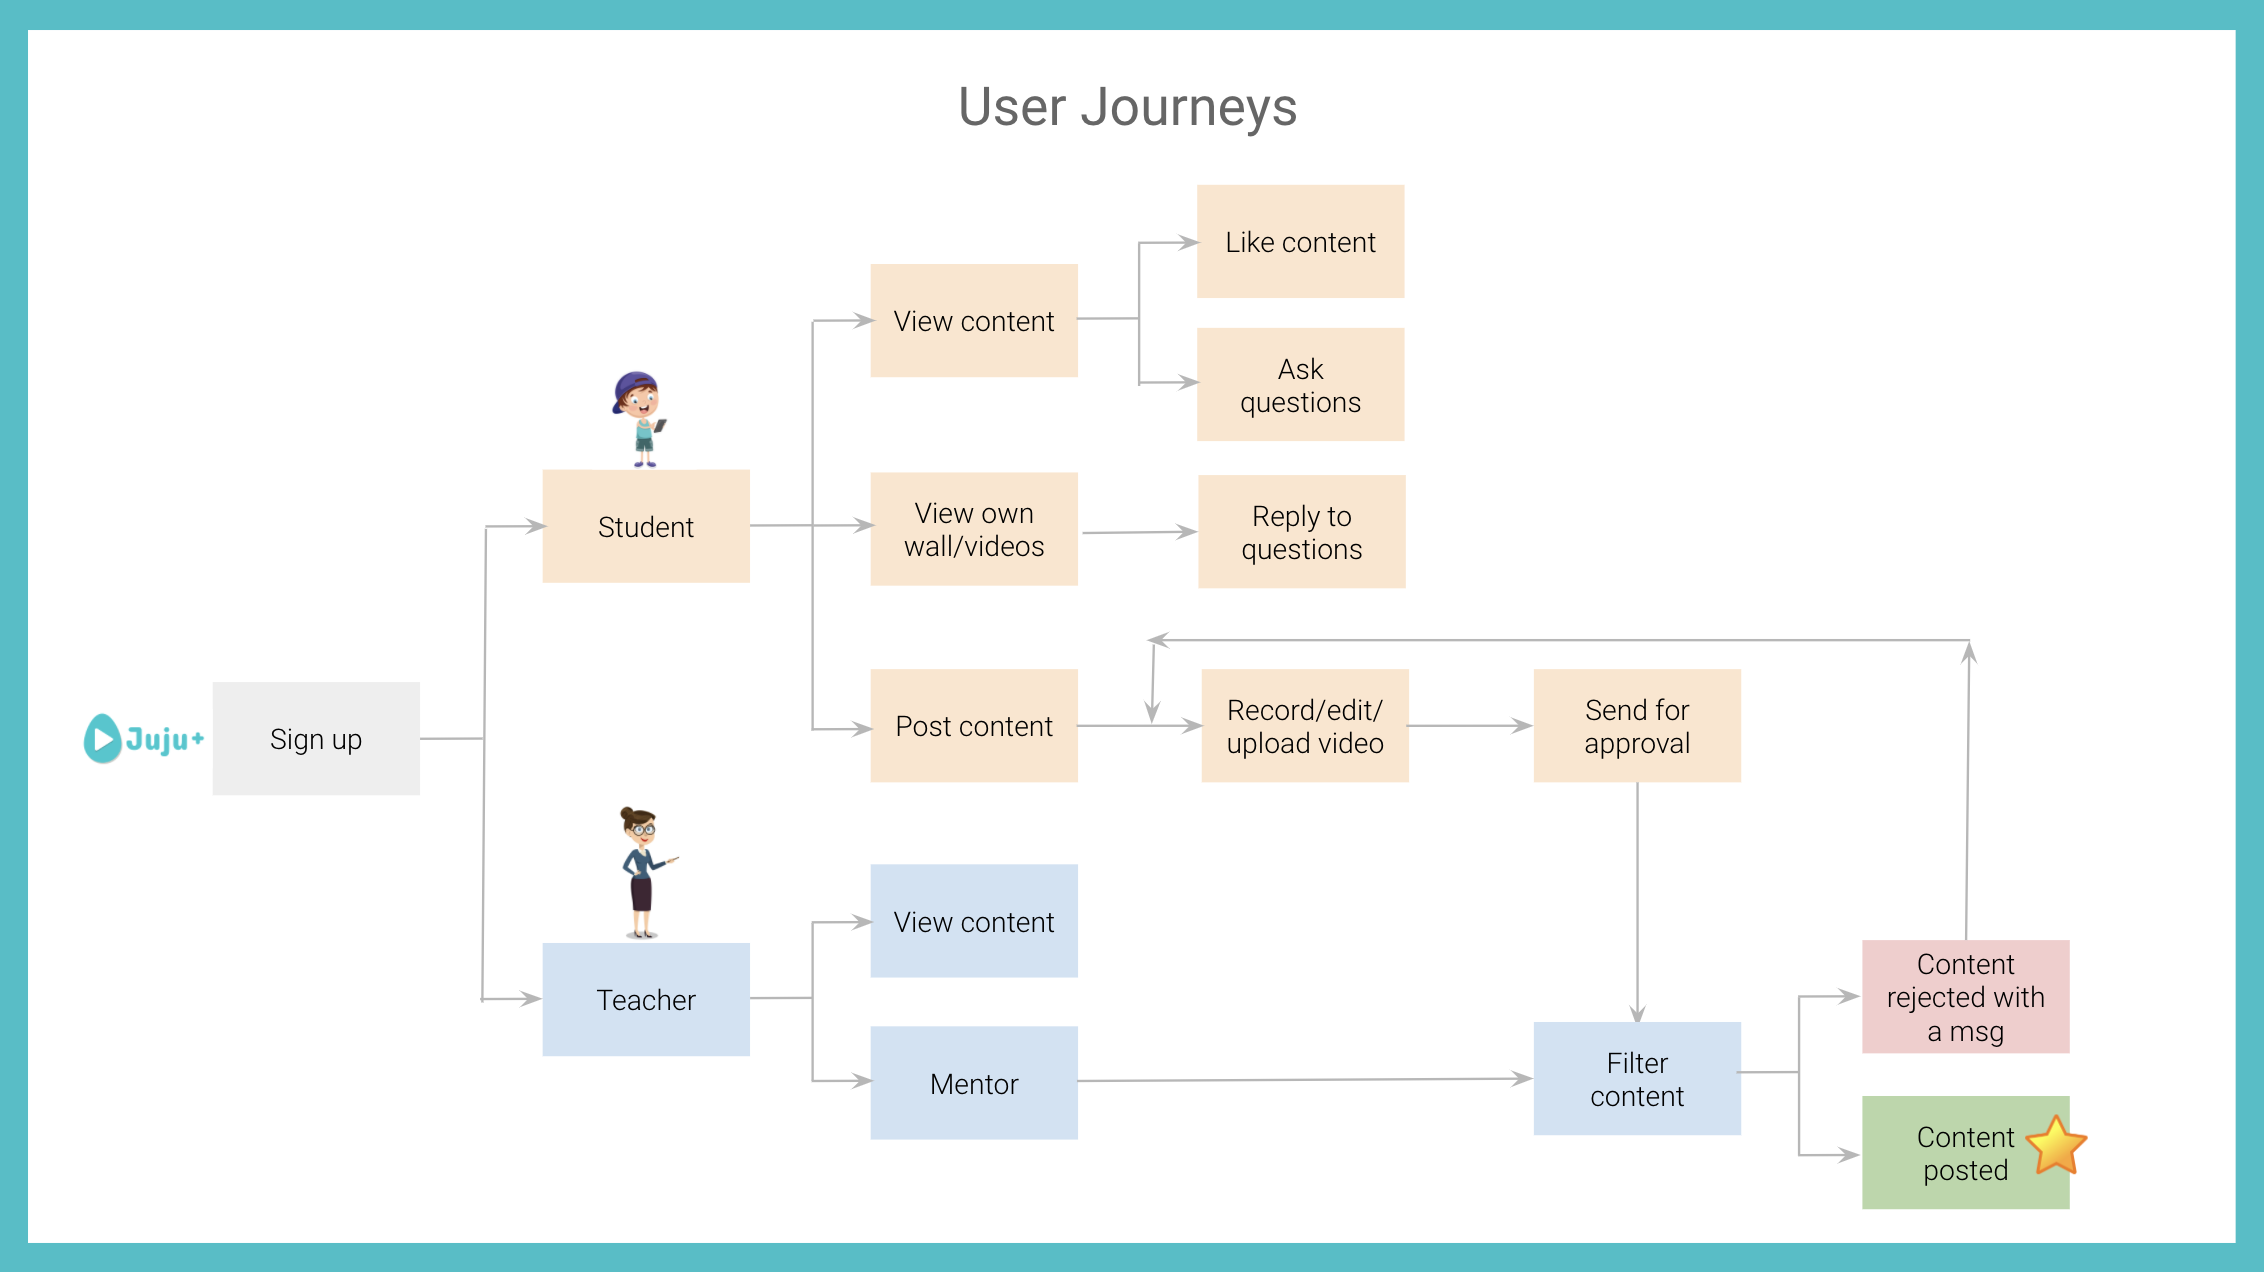 User Journeys
Like content
View content
Ask
questions
Student
View own
wall/videos
Reply to
questions
Juju+
Sign up
Post content
Record/edit/
upload video
Send for
approval
View content
Teacher
Mentor
Filter
content
Content
rejected with
a msg
Content
posted